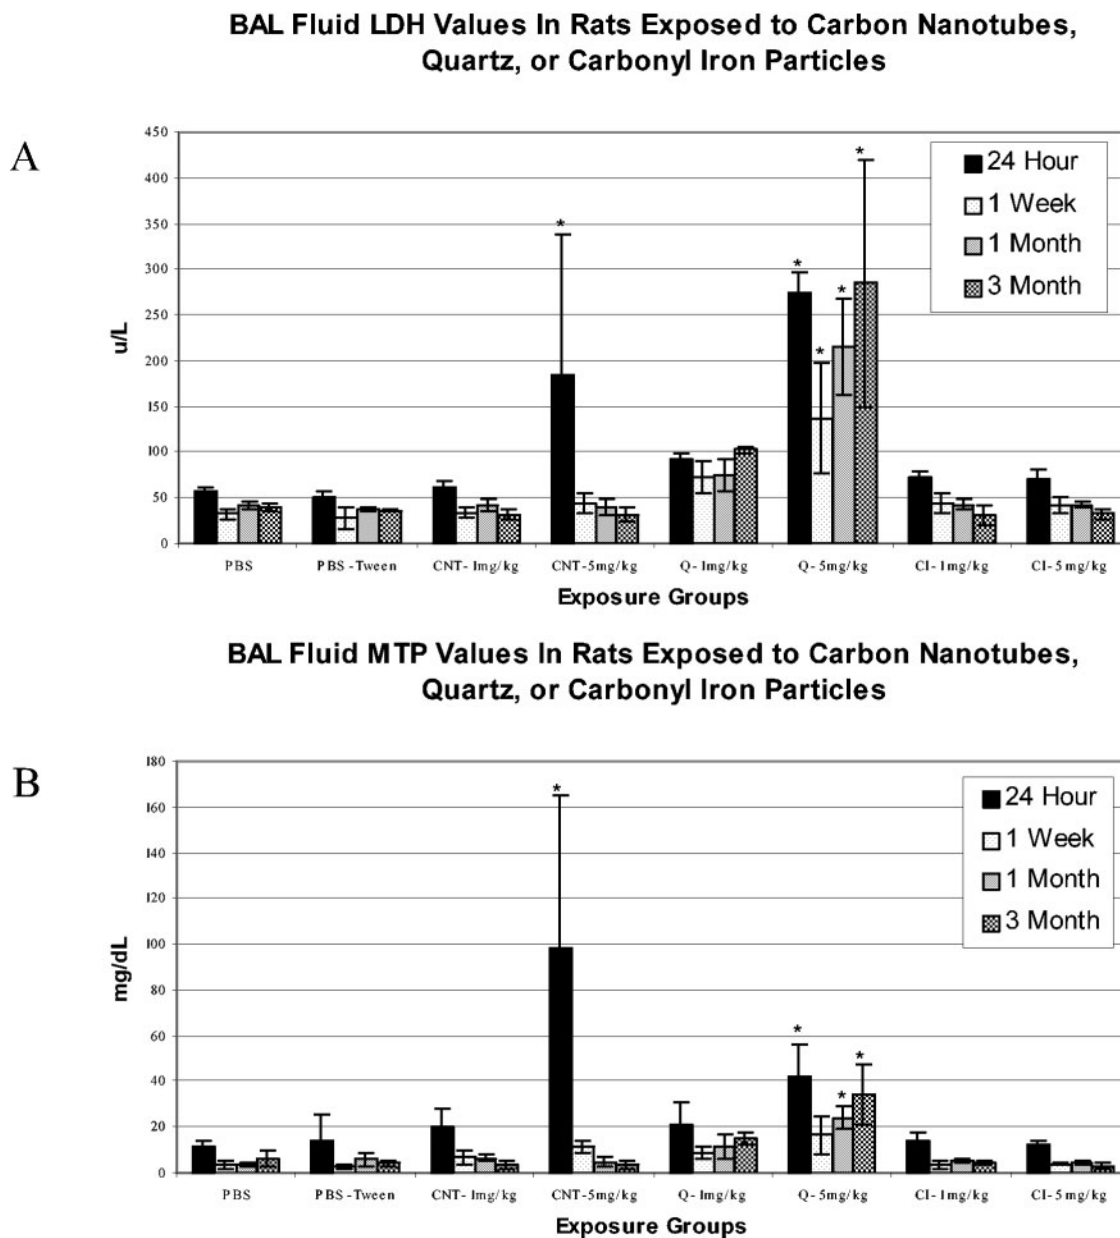 BAL Fluid LDH Values In Rats Exposed to Carbon Nanotubes,
Quartz, or Carbonyl Iron Particles
A
450
400
350
300
250
200
150
100
50
0
u/L
*
*
*
*
*
24 Hour
1 Week
1 Month
3 Month
PBS
PBS -Tween
CNT- 1mg/kg
CNT-5mg/kg
Q- 1mg/kg
Q- 5mg/kg
CI- 1mg/kg
CI- 5 mg/kg
Exposure Groups
BAL Fluid MTP Values In Rats Exposed to Carbon Nanotubes,
Quartz, or Carbonyl Iron Particles
B
180
160
140
120
100
80
60
40
20
0
mg/dL
*
*
*
*
24 Hour
1 Week
1 Month
3 Month
PBS
PBS -Tween
CNT- 1mg/kg
CNT-5mg/kg
Q- 1mg/kg
Q- 5mg/kg
CI- 1mg/kg
CI- 5 mg/kg
Exposure Groups